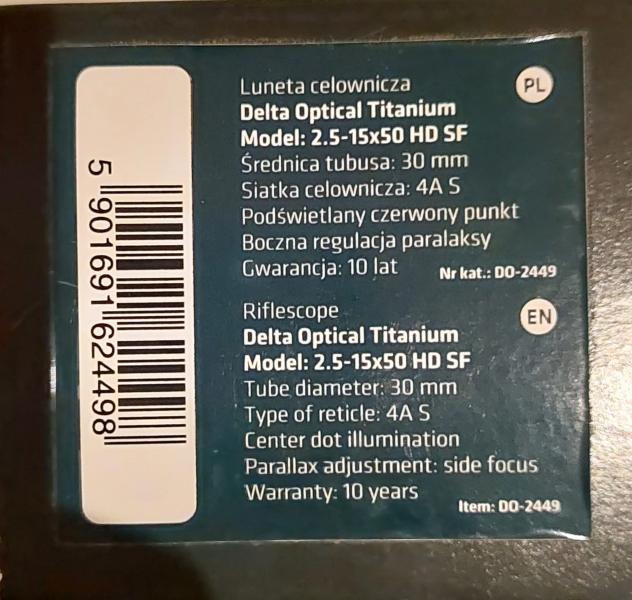 Luneta celownicza
PL
Delta Optical Titanium
Model: 2.5-15x50 HD SF
Średnica tubusa: 30 mm
Siatka celownicza: 4A S
Podświetlany czerwony punkt
Boczna regulacja paralaksy
Gwarancja: 10 lat
Nr kat.: DO-2449
Riflescope
EN
Delta Optical Titanium
Model: 2.5-15x50 HD SF
Tube diameter: 30 mm
Type of reticle: 4A S
Center dot illumination
Parallax adjustment: side focus
Warranty: 10 years
Item: DO-2449
5 901691 624498